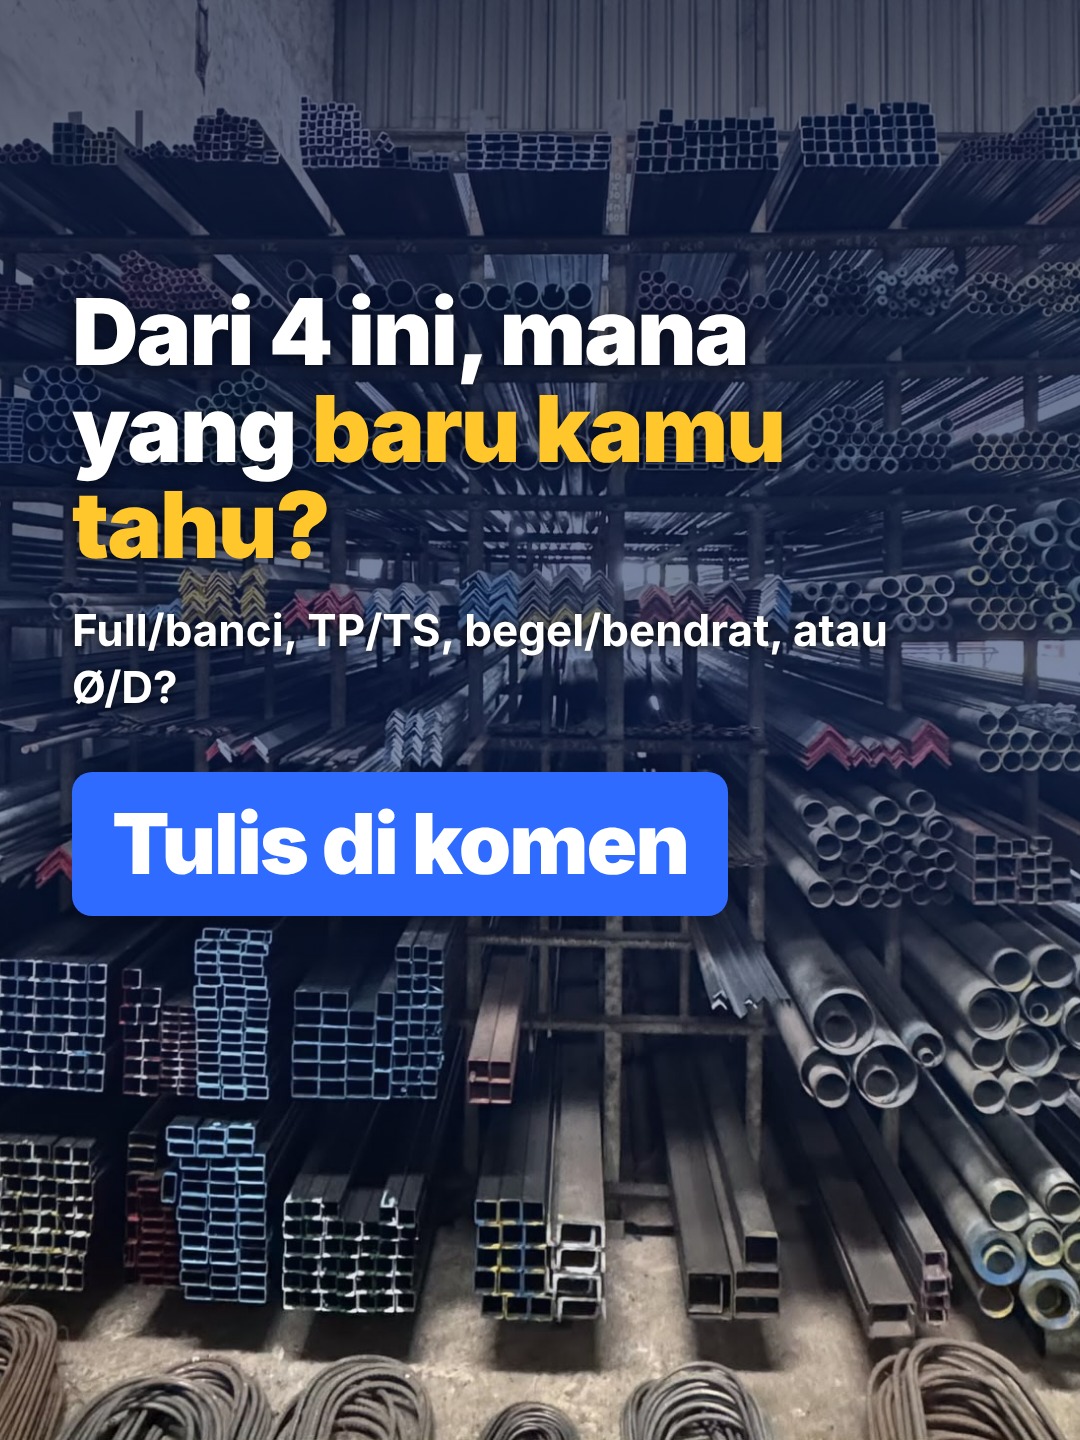 Dari 4 ini, mana
yang baru kamu
tahu?
Full/banci, TP/TS, begel/bendrat, atau
Ø/D?
Tulis di komen